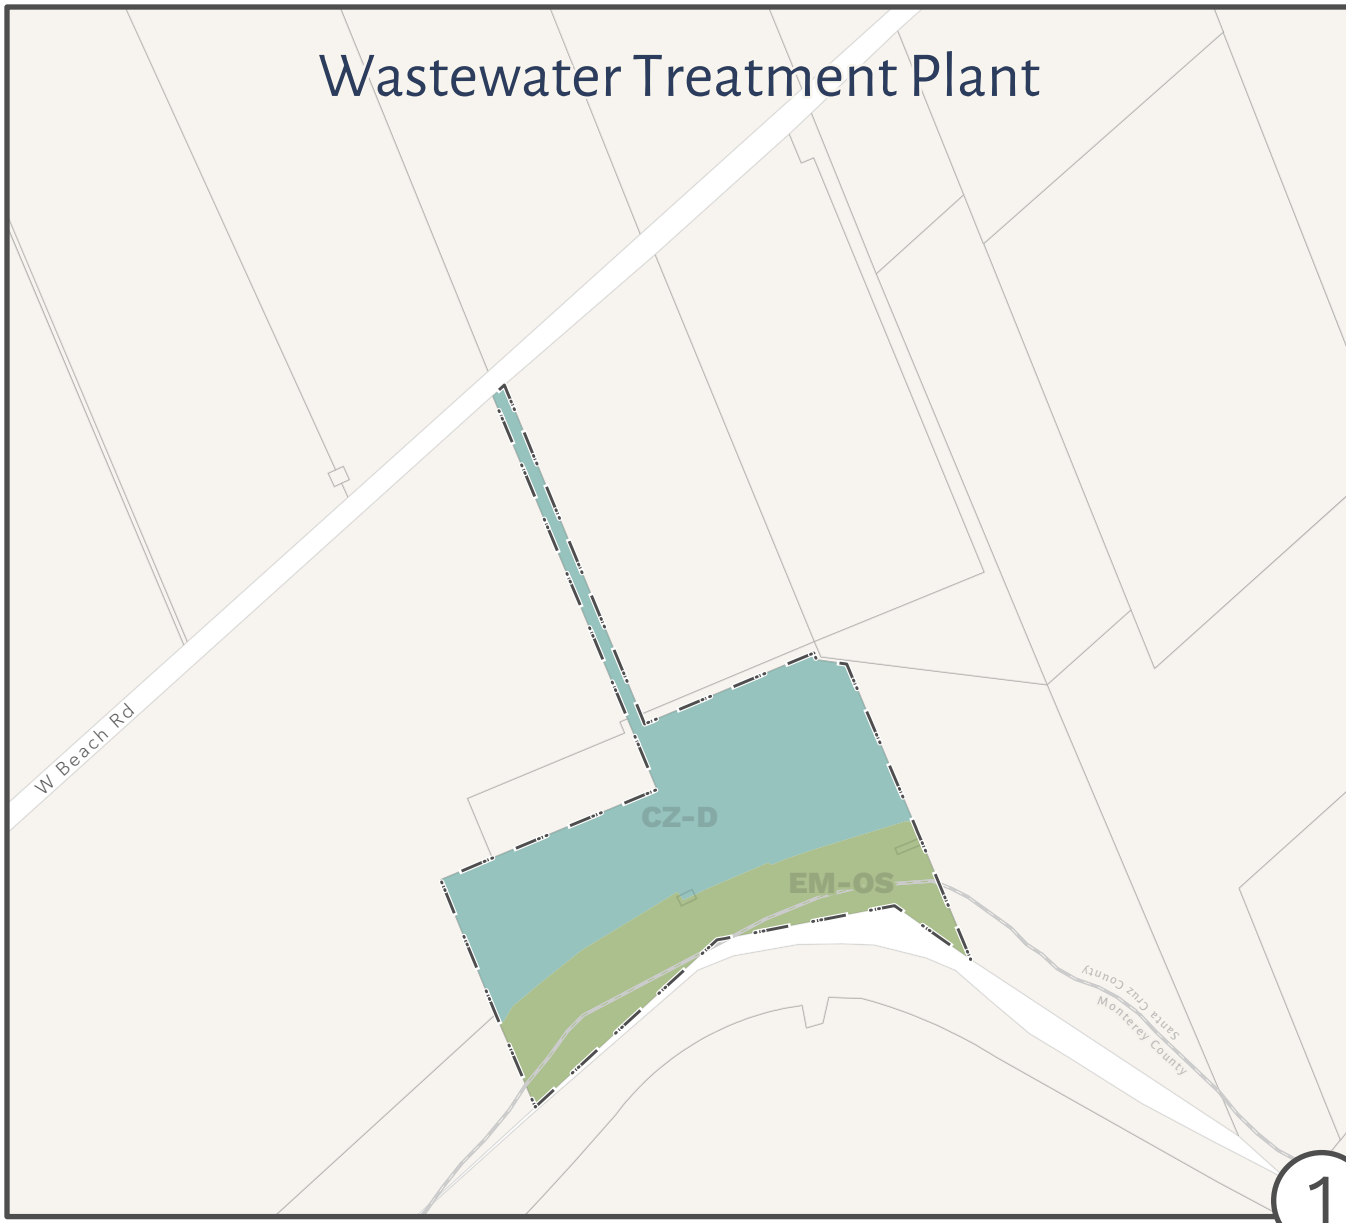 Wastewater Treatment Plant
W Beach Rd
CZ-D
EM-OS
Santa Cruz County
Monterey County
1